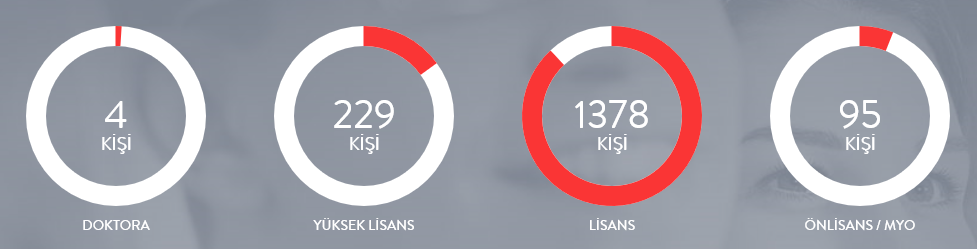 4
KİŞİ
DOKTORA
229
KİŞİ
YÜKSEK LİSANS
1378
KİŞİ
LİSANS
95
KİŞİ
ÖNLİSANS / MYO